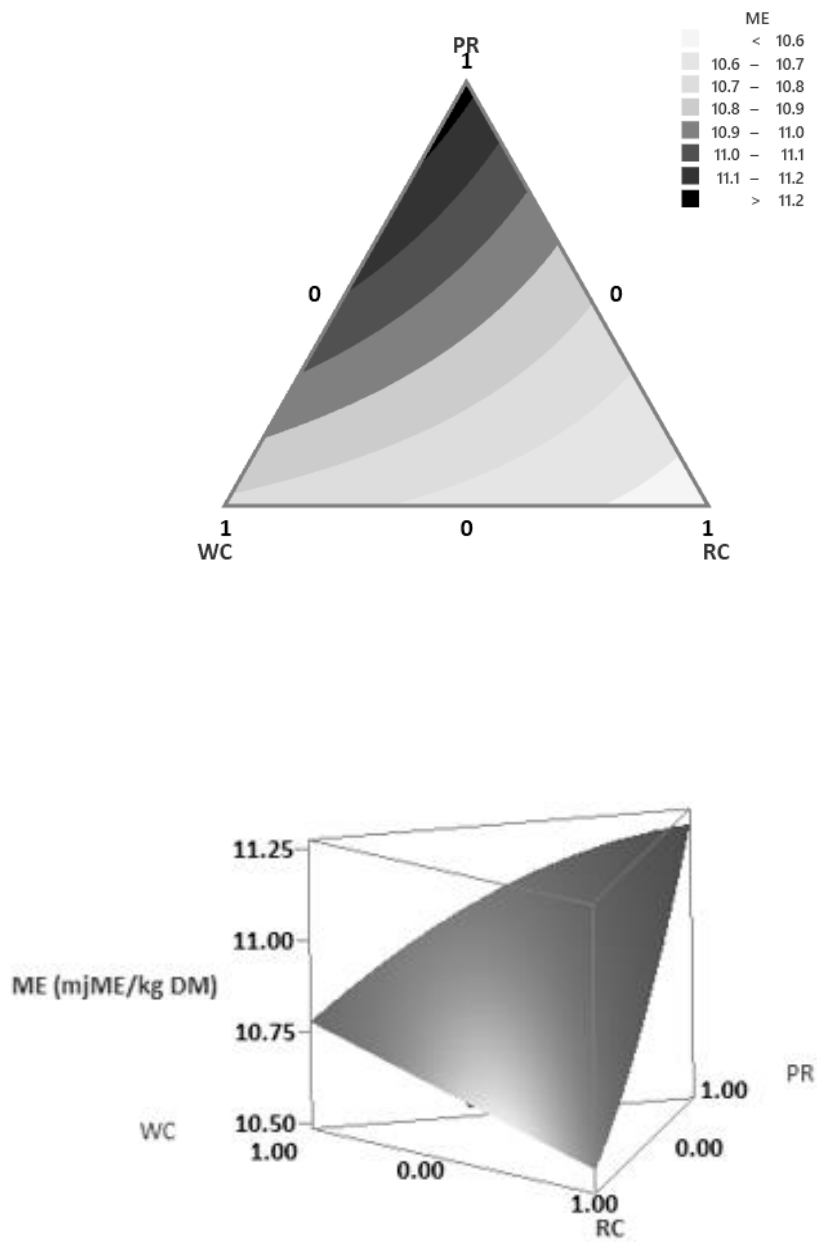 ME
PR
1
< 10.6
10.6 – 10.7
10.7 – 10.8
10.8 – 10.9
10.9 – 11.0
11.0 – 11.1
11.1 – 11.2
> 11.2
0 0
1 0 1
WC RC
11.25
11.00
ME (mjME/kg DM)
10.75
PR
1.00
WC
10.50
1.00
0.00
0.00
1.00
RC